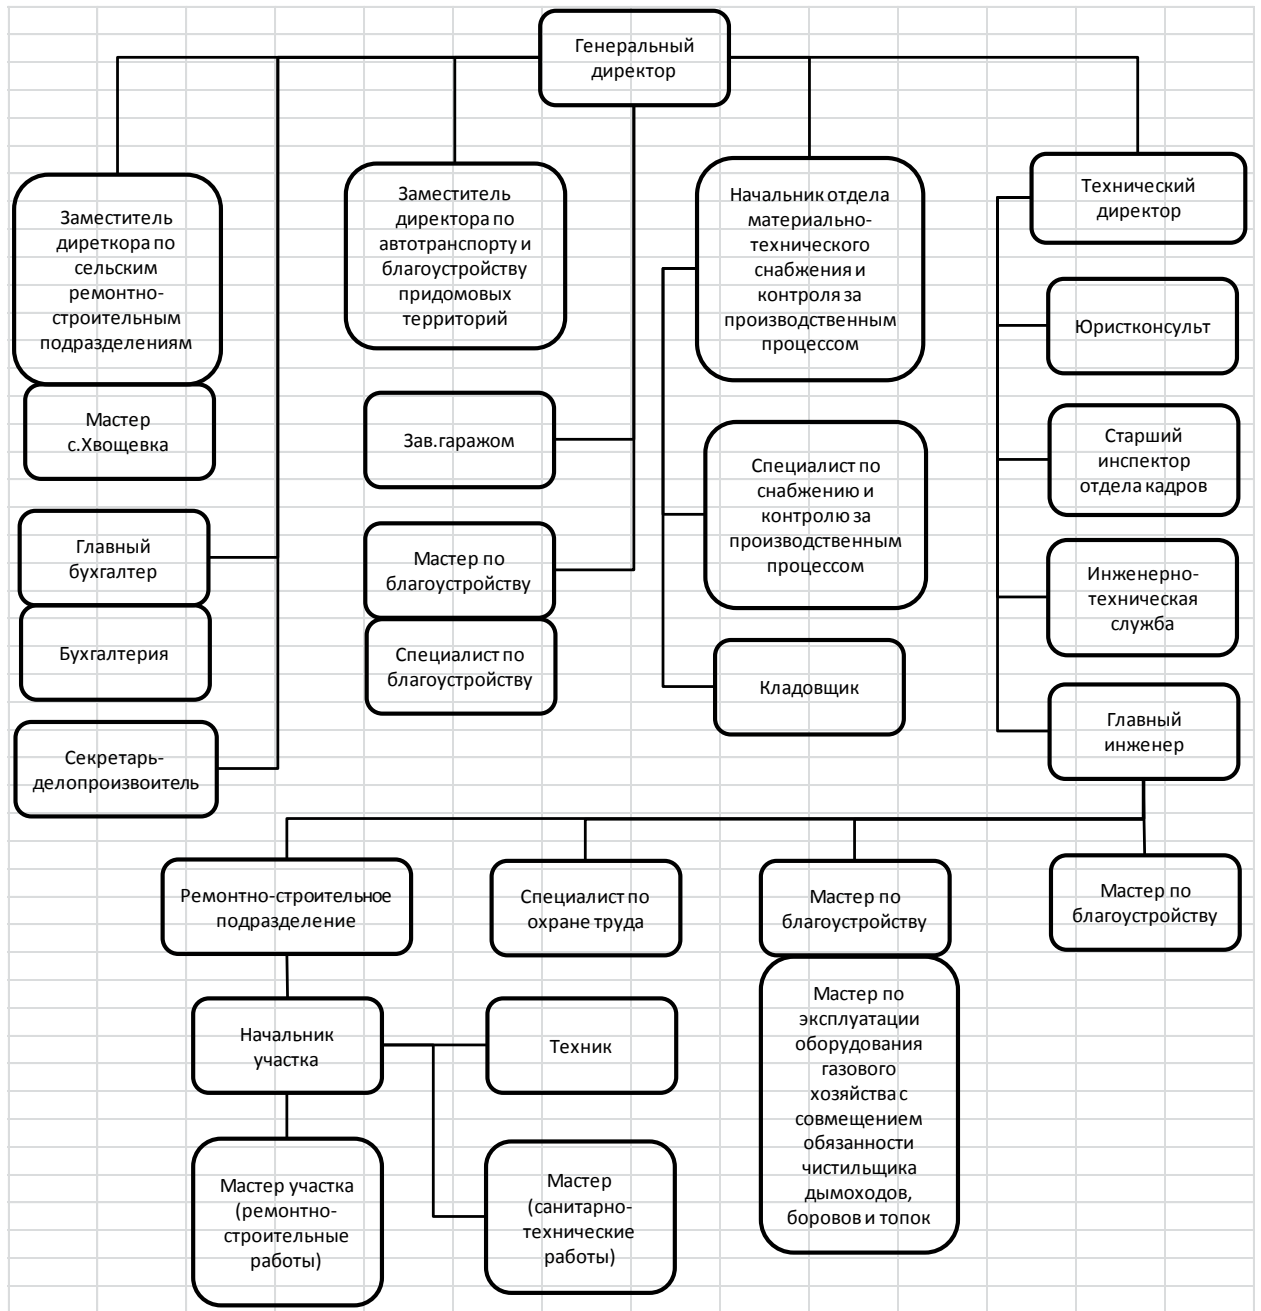 Генеральный
директор
Заместитель
диреткора по
сельским
ремонтно-
строительным
подразделениям
Заместитель
директора по
автотранспорту и
благоустройству
придомовых
территорий
Начальник отдела
материально-
технического
снабжения и
контроля за
производственным
процессом
Технический
директор
Юристконсульт
Мастер
с.Хвощевка
Зав.гаражом
Специалист по
снабжению и
контролю за
производственным
процессом
Старший
инспектор
отдела кадров
Главный
бухгалтер
Мастер по
благоустройству
Инженерно-
техническая
служба
Бухгалтерия
Специалист по
благоустройству
Кладовщик
Главный
инженер
Секретарь-
делопроизвоитель
Ремонтно-строительное
подразделение
Специалист по
охране труда
Мастер по
благоустройству
Мастер по
благоустройству
Начальник
участка
Техник
Мастер по
эксплуатации
оборудования
газового
хозяйства с
совмещением
обязанности
чистильщика
дымоходов,
боровов и топок
Мастер участка
(ремонтно-
строительные
работы)
Мастер
(санитарно-
технические
работы)